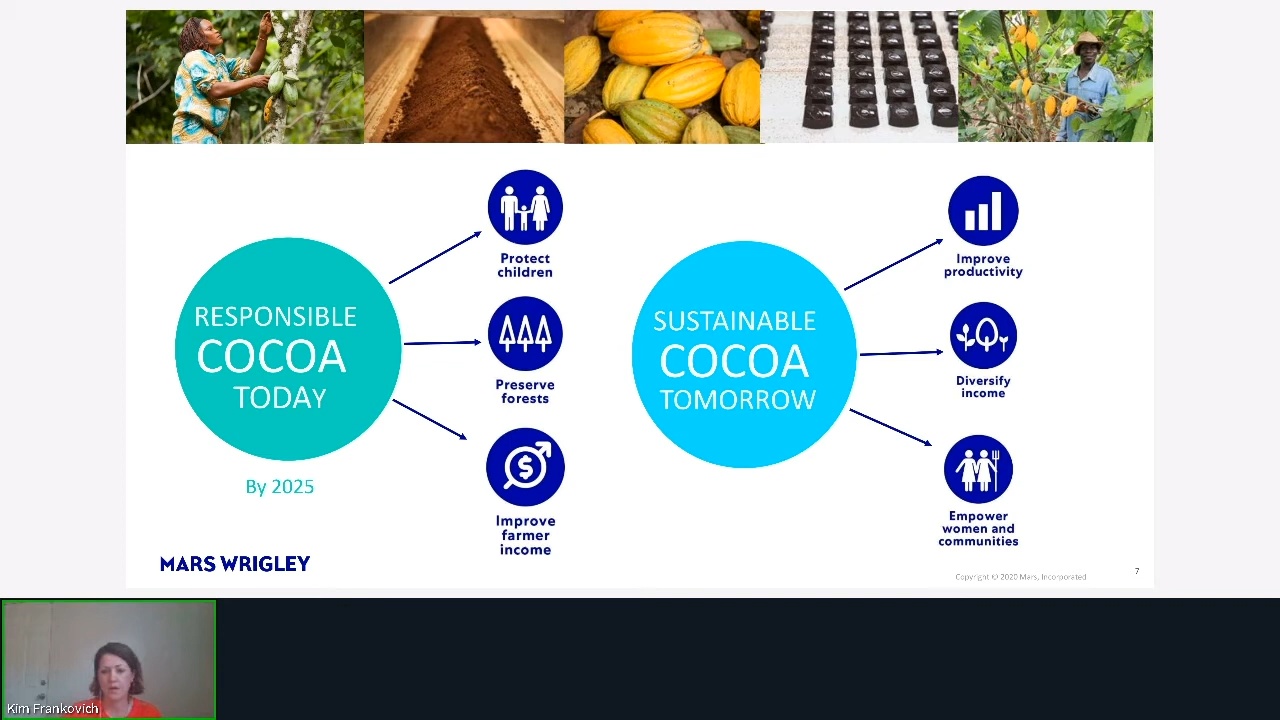 RESPONSIBLE
COCOA
TODAY
By 2025
Protect
children
Preserve
forests
Improve
farmer
income
SUSTAINABLE
COCOA
TOMORROW
Improve
productivity
Diversify
income
Empower
women and
communities
MARS WRIGLEY
Copyright © 2020 Mars, Incorporated
7
Kim Frankovich